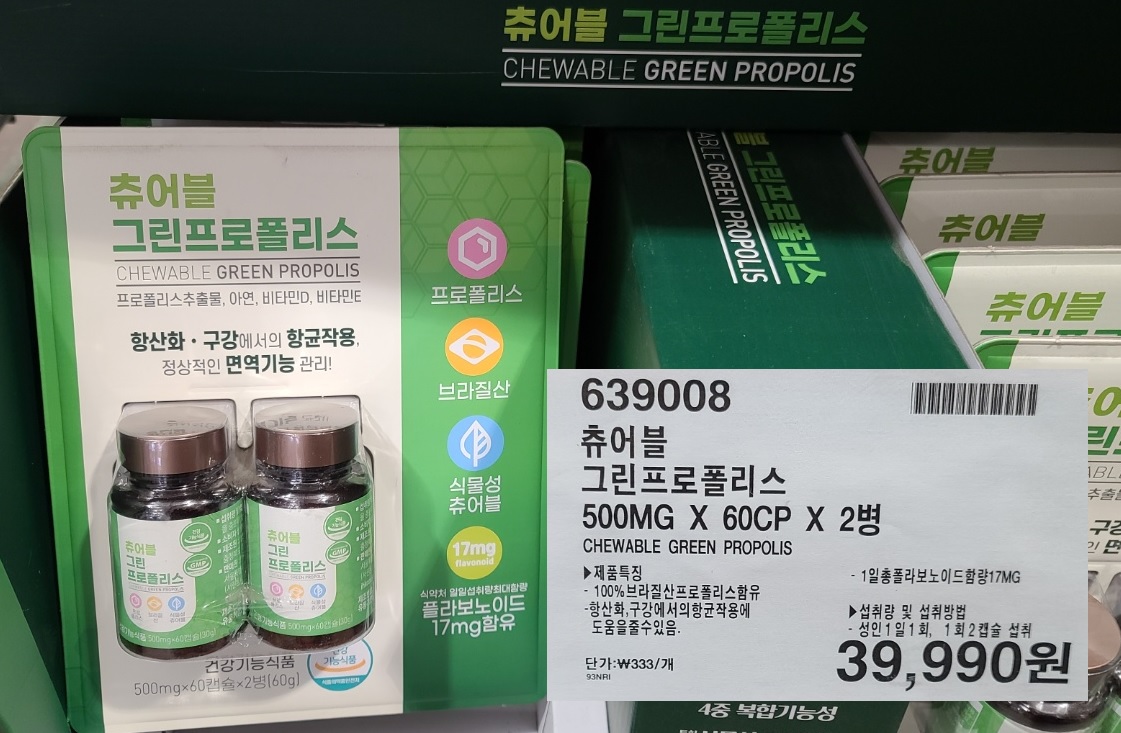 츄어블 그린프로폴리스
CHEWABLE GREEN PROPOLIS
츄어블
그린프로폴리스
CHEWABLE GREEN PROPOLIS
프로폴리스추출물, 아연, 비타민D, 비타민E
항산화·구강에서의 항균작용,
정상적인 면역기능 관리!
프로폴리스
브라질산
식물성
츄어블
17mg
flavonoid
식약처 일일섭취량최대함량
플라보노이드
17mg함유
츄어블
그린
프로폴리스
GMP
츄어블
그린
프로폴리스
GMP
건강기능식품
500mg×60캡슐×2병(60g)
건강
기능식품
그린프로폴리스
GREEN PROPOLIS
츄어블
츄어블
츄어블
639008
츄어블
그린프로폴리스
500MG X 60CP X 2병
CHEWABLE GREEN PROPOLIS
▶제품특징
- 100%브라질산프로폴리스함유
-항산화,구강에서의항균작용에
도움을줄수있음.
- 1일총플라보노이드함량17MG
▶섭취량 및 섭취방법
- 성인1일1회, 1회2캡슐 섭취
단가:₩333/개
93NRI
39,990원
4중 복합기능성